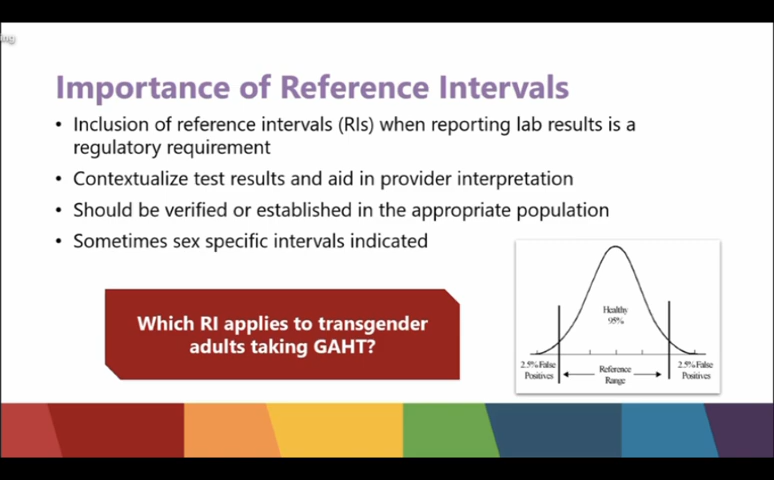 ing
Importance of Reference Intervals
• Inclusion of reference intervals (RIs) when reporting lab results is a
regulatory requirement
• Contextualize test results and aid in provider interpretation
• Should be verified or established in the appropriate population
• Sometimes sex specific intervals indicated
Which RI applies to transgender
adults taking GAHT?
Healthy
95%
2.5% False
Positives
Reference
Range
2.5% False
Positives